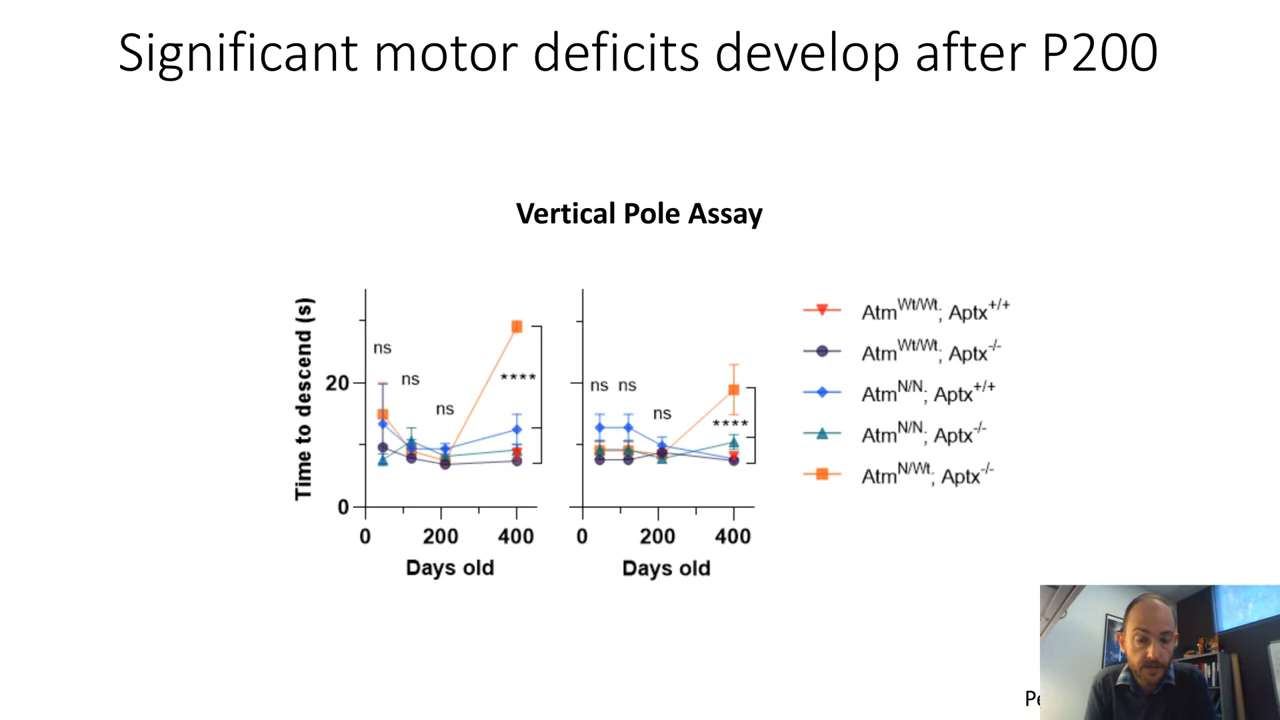 Significant motor deficits develop after P200
Vertical Pole Assay
Time to descend (s)
20
0
ns
ns
ns
****
0 200 400
Days old
ns ns
ns
****
0 200 400
Days old
Atm^Wt/Wt; Aptx^+/+
Atm^Wt/Wt; Aptx^-/-
Atm^N/N; Aptx^+/+
Atm^N/N; Aptx^-/-
Atm^N/Wt; Aptx^-/-